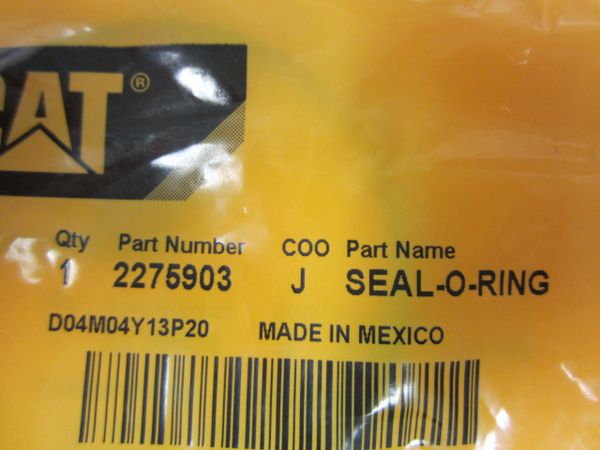 CAT®
Qty Part Number COO Part Name
1 2275903 J SEAL-O-RING
D04M04Y13P20 MADE IN MEXICO